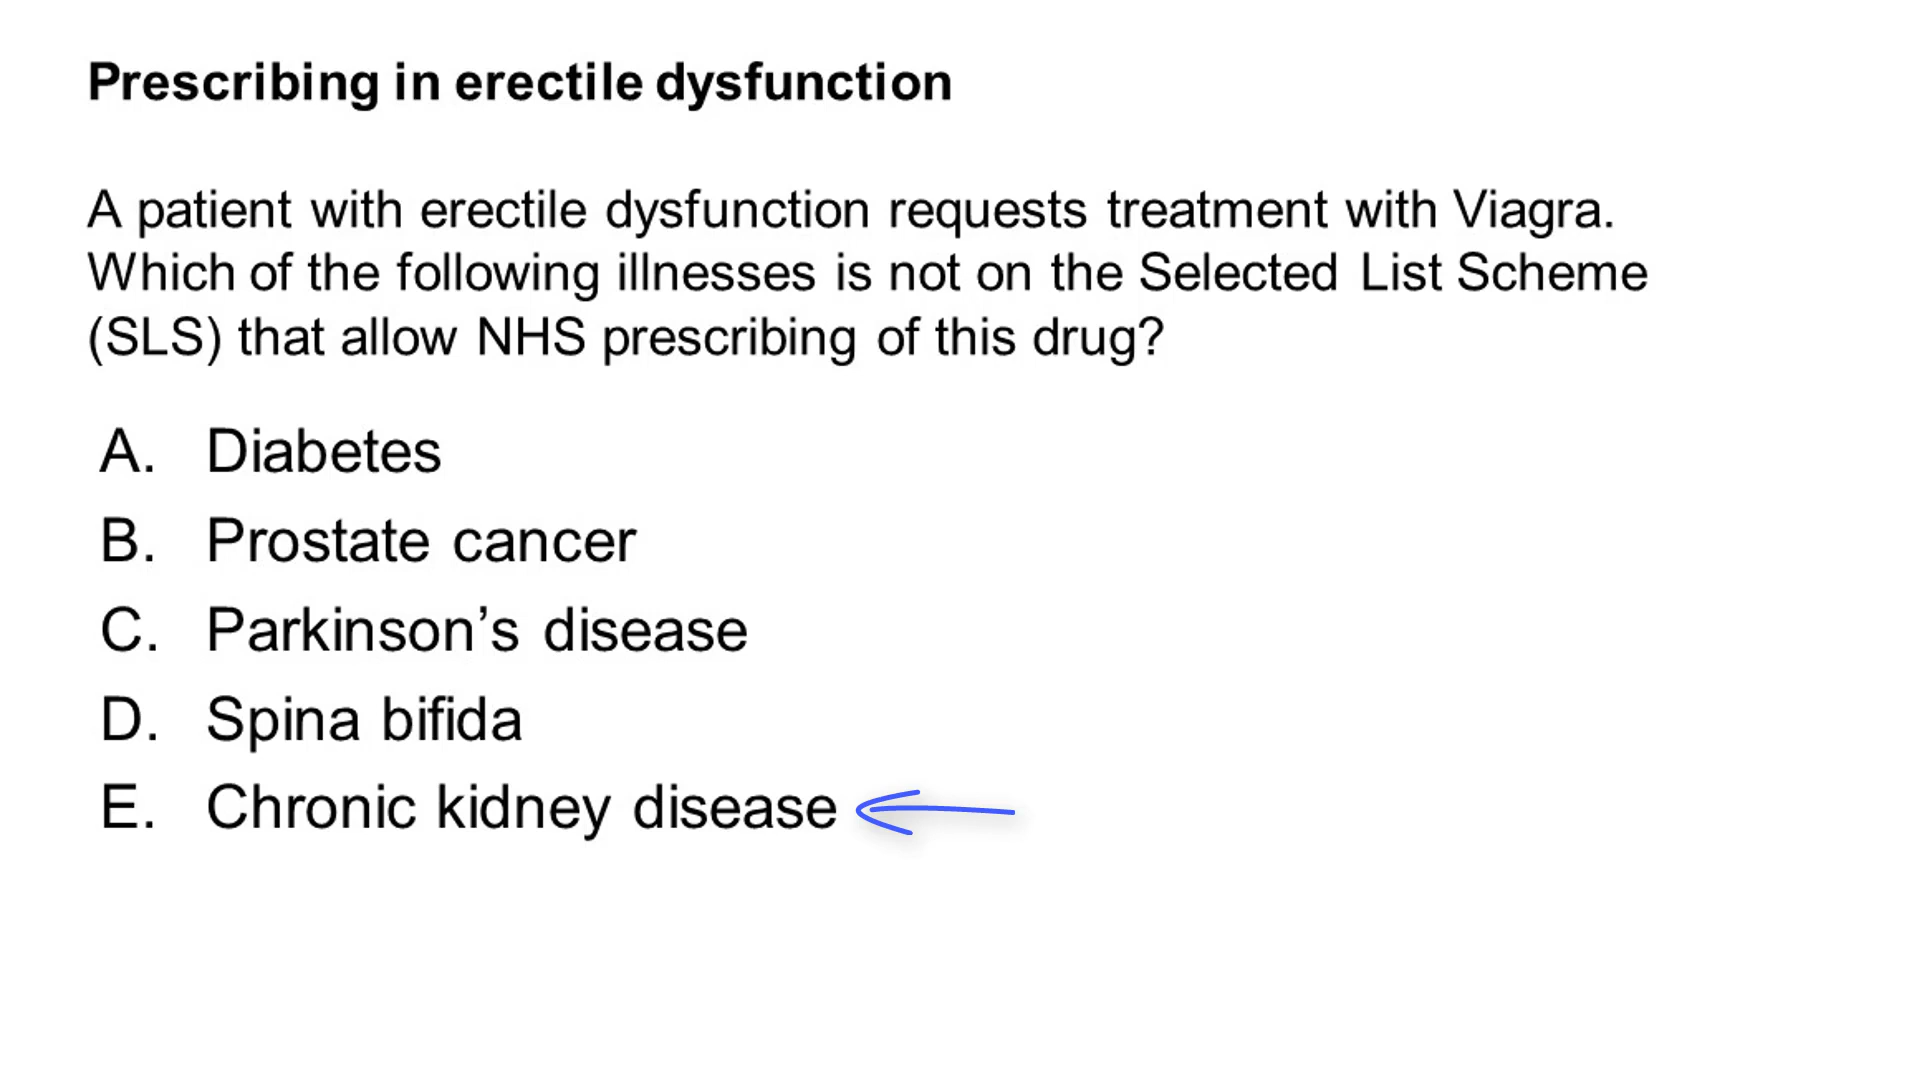 Prescribing in erectile dysfunction
A patient with erectile dysfunction requests treatment with Viagra.
Which of the following illnesses is not on the Selected List Scheme
(SLS) that allow NHS prescribing of this drug?
A. Diabetes
B. Prostate cancer
C. Parkinson’s disease
D. Spina bifida
E. Chronic kidney disease